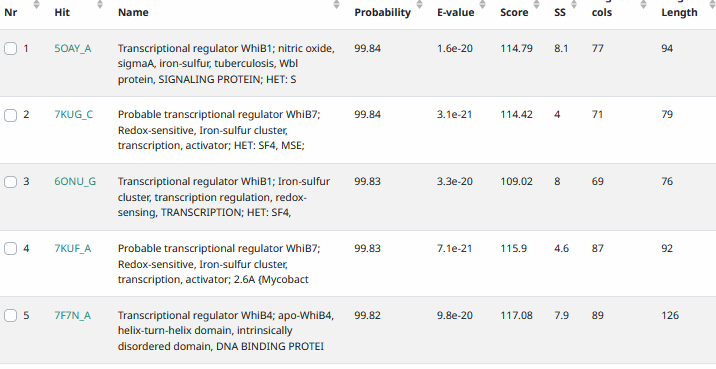 Nr Hit Name Probability E-value Score SS cols Length
1 5OAY_A Transcriptional regulator WhiB1; nitric oxide, 99.84 1.6e-20 114.79 8.1 77 94
sigmaA, iron-sulfur, tuberculosis, Wbl
protein, SIGNALING PROTEIN; HET: S
2 7KUG_C Probable transcriptional regulator WhiB7; 99.84 3.1e-21 114.42 4 71 79
Redox-sensitive, Iron-sulfur cluster,
transcription, activator; HET: SF4, MSE;
3 6ONU_G Transcriptional regulator WhiB1; Iron-sulfur 99.83 3.3e-20 109.02 8 69 76
cluster, transcription regulation, redox-
sensing, TRANSCRIPTION; HET: SF4,
4 7KUF_A Probable transcriptional regulator WhiB7; 99.83 7.1e-21 115.9 4.6 87 92
Redox-sensitive, Iron-sulfur cluster,
transcription, activator; 2.6A {Mycobact
5 7F7N_A Transcriptional regulator WhiB4; apo-WhiB4, 99.82 9.8e-20 117.08 7.9 89 126
helix-turn-helix domain, intrinsically
disordered domain, DNA BINDING PROTEI